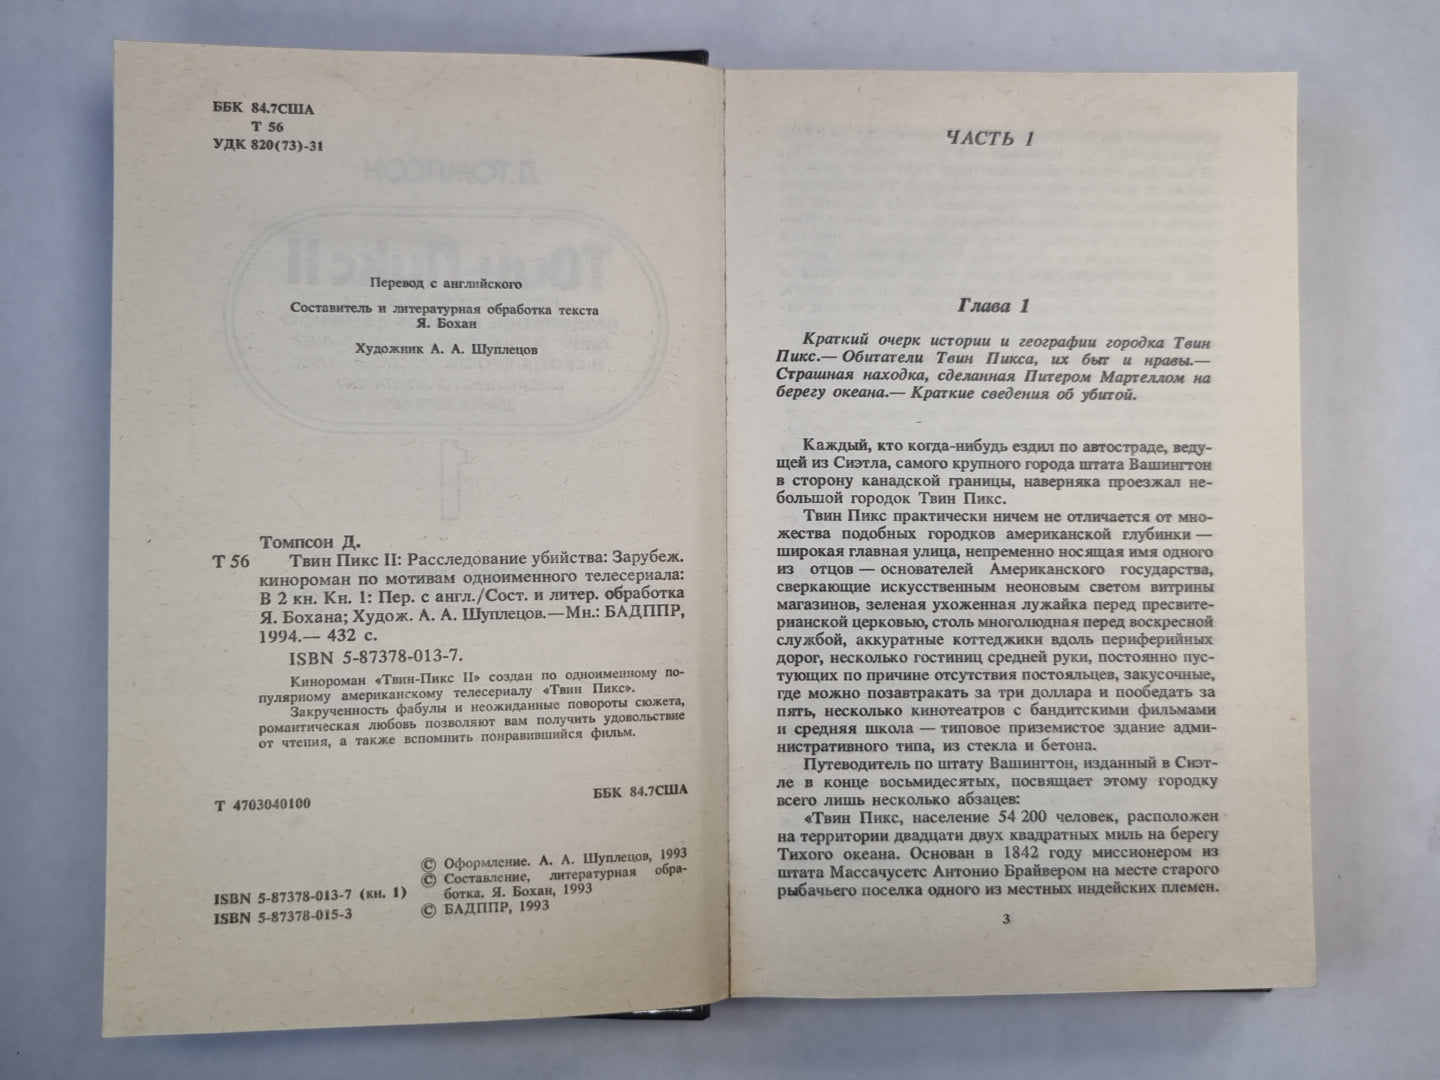 ББК 84.7США
Т 56
УДК 820(73)-31
Перевод с английского
Составитель и литературная обработка текста
Я. Бохан
Художник А. А. Шуплецов
Томпсон Д.
Т 56 Твин Пикс II: Расследование убийства: Зарубеж.
кинороман по мотивам одноименного телесериала:
В 2 кн. Кн. 1: Пер. с англ./Сост. и литер. обработка
Я. Бохана; Худож. А. А. Шуплецов.—Мн.: БАДППР,
1994.— 432 с.
ISBN 5-87378-013-7.
Кинороман «Твин-Пикс II» создан по одноименному по-
пулярному американскому телесериалу «Твин Пикс».
Закрученность фабулы и неожиданные повороты сюжета,
романтическая любовь позволяют вам получить удовольствие
от чтения, а также вспомнить понравившийся фильм.
Т 4703040100
ББК 84.7США
ISBN 5-87378-013-7 (кн. 1)
ISBN 5-87378-015-3
© Оформление. А. А. Шуплецов, 1993
© Составление, литературная обра-
ботка. Я. Бохан, 1993
© БАДППР, 1993
ЧАСТЬ 1
Глава 1
Краткий очерк истории и географии городка Твин
Пикс.— Обитатели Твин Пикса, их быт и нравы.—
Страшная находка, сделанная Питером Мартеллом на
берегу океана.— Краткие сведения об убитой.
Каждый, кто когда-нибудь ездил по автостраде, веду-
щей из Сиэтла, самого крупного города штата Вашингтон
в сторону канадской границы, наверняка проезжал не-
большой городок Твин Пикс.
Твин Пикс практически ничем не отличается от мно-
жества подобных городков американской глубинки —
широкая главная улица, непременно носящая имя одного
из отцов — основателей Американского государства,
сверкающие искусственным неоновым светом витрины
магазинов, зеленая ухоженная лужайка перед пресвите-
рианской церковью, столь многолюдная перед воскресной
службой, аккуратные коттеджики вдоль периферийных
дорог, несколько гостиниц средней руки, постоянно пус-
тующих по причине отсутствия постояльцев, закусочные,
где можно позавтракать за три доллара и пообедать за
пять, несколько кинотеатров с бандитскими фильмами
и средняя школа — типовое приземистое здание адми-
нистративного типа, из стекла и бетона.
Путеводитель по штату Вашингтон, изданный в Сиэт-
ле в конце восьмидесятых, посвящает этому городку
всего лишь несколько абзацев:
«Твин Пикс, население 54 200 человек, расположен
на территории двадцати двух квадратных миль на берегу
Тихого океана. Основан в 1842 году миссионером из
штата Массачусетс Антонио Брайвером на месте старого
рыбачьего поселка одного из местных индейских племен.
3